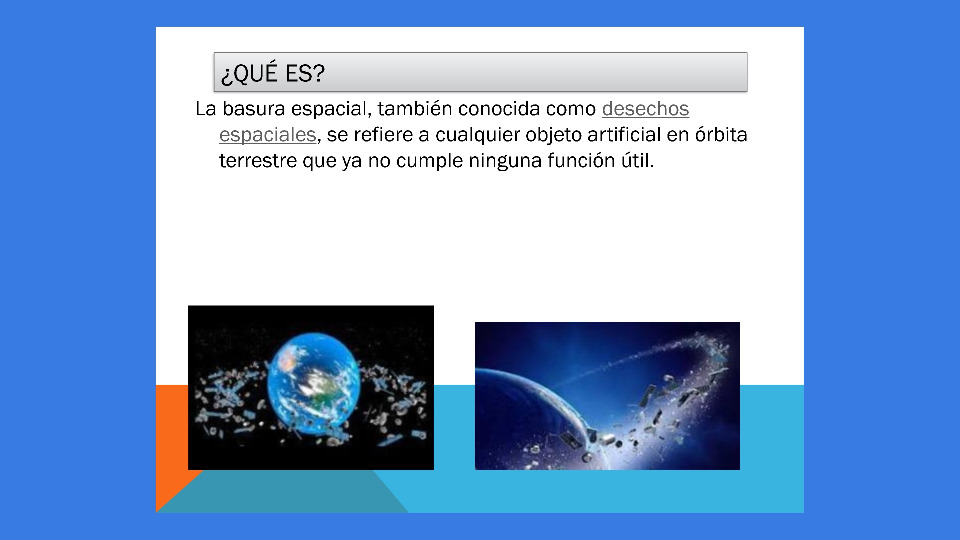 ¿QUÉ ES?
La basura espacial, también conocida como desechos
espaciales, se refiere a cualquier objeto artificial en órbita
terrestre que ya no cumple ninguna función útil.